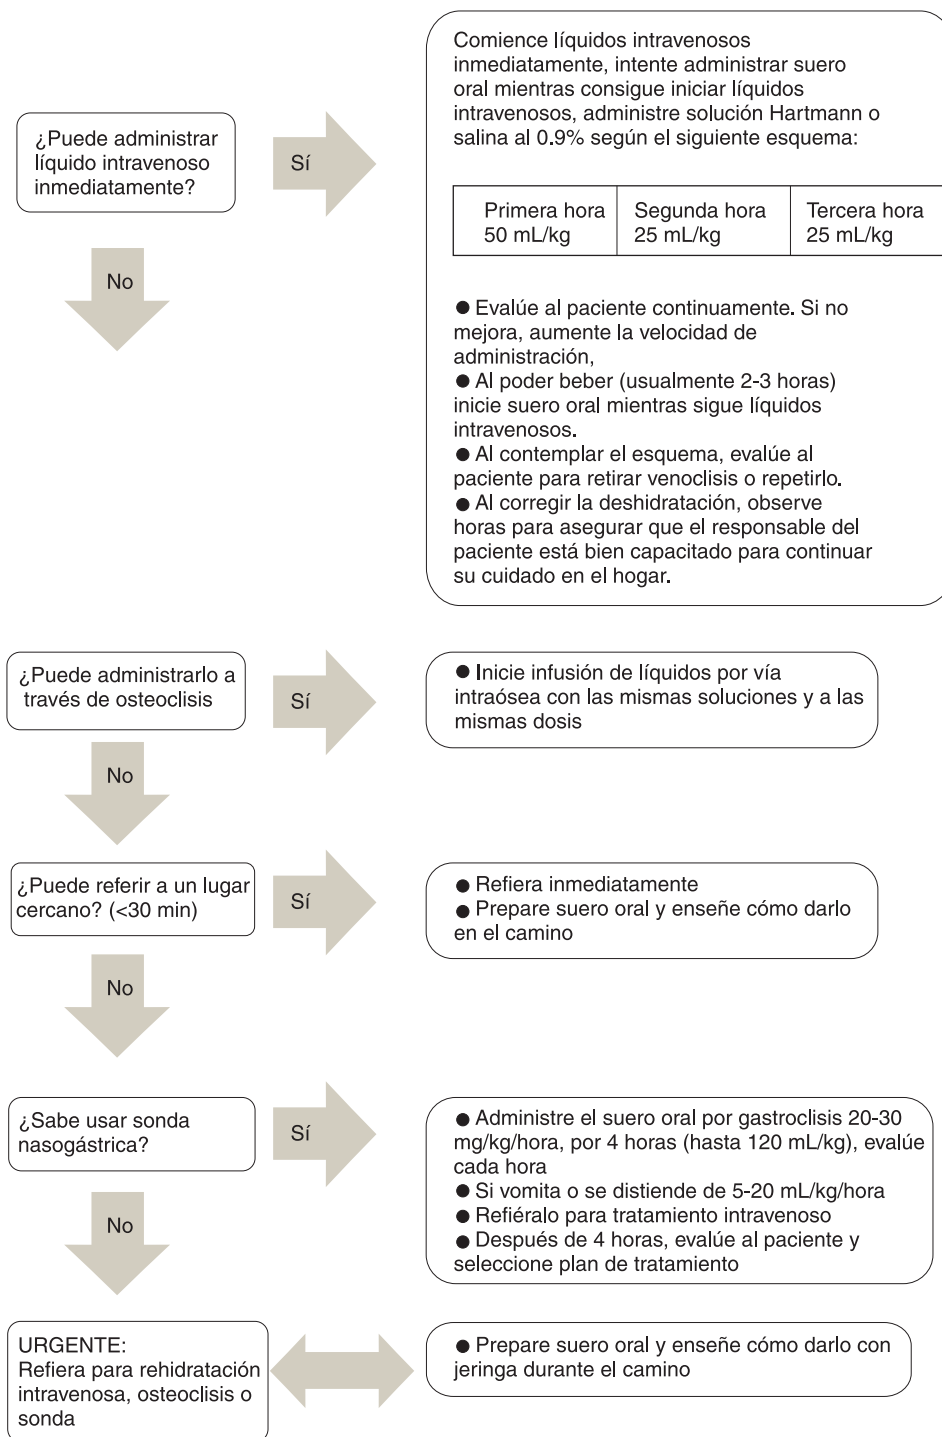 ¿Puede administrar
líquido intravenoso
inmediatamente?
Sí
Comience líquidos intravenosos
inmediatamente, intente administrar suero
oral mientras consigue iniciar líquidos
intravenosos, administre solución Hartmann o
salina al 0.9% según el siguiente esquema:
Primera hora
50 mL/kg
Segunda hora
25 mL/kg
Tercera hora
25 mL/kg
● Evalúe al paciente continuamente. Si no
mejora, aumente la velocidad de
administración,
● Al poder beber (usualmente 2-3 horas)
inicie suero oral mientras sigue líquidos
intravenosos.
● Al contemplar el esquema, evalúe al
paciente para retirar venoclisis o repetirlo.
● Al corregir la deshidratación, observe
horas para asegurar que el responsable del
paciente está bien capacitado para continuar
su cuidado en el hogar.
No
¿Puede administrarlo a
través de osteoclisis
Sí
● Inicie infusión de líquidos por vía
intraósea con las mismas soluciones y a las
mismas dosis
No
¿Puede referir a un lugar
cercano? (<30 min)
Sí
● Refiera inmediatamente
● Prepare suero oral y enseñe cómo darlo
en el camino
No
¿Sabe usar sonda
nasogástrica?
Sí
● Administre el suero oral por gastroclisis 20-30
mg/kg/hora, por 4 horas (hasta 120 mL/kg), evalúe
cada hora
● Si vomita o se distiende de 5-20 mL/kg/hora
● Refiéralo para tratamiento intravenoso
● Después de 4 horas, evalúe al paciente y
seleccione plan de tratamiento
No
URGENTE:
Refiera para rehidratación
intravenosa, osteoclisis o
sonda
● Prepare suero oral y enseñe cómo darlo con
jeringa durante el camino